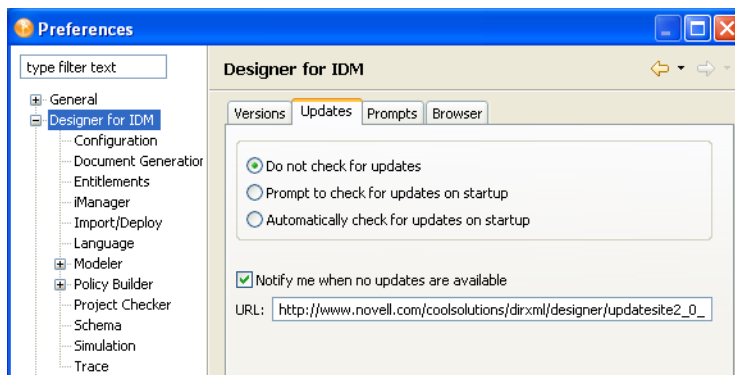 Preferences
type filter text
General
Designer for IDM
Configuration
Document Generation
Entitlements
iManager
Import/Deploy
Language
Modeler
Policy Builder
Project Checker
Schema
Simulation
Trace
Designer for IDM
Versions Updates Prompts Browser
Do not check for updates
Prompt to check for updates on startup
Automatically check for updates on startup
Notify me when no updates are available
URL: http://www.novell.com/coolsolutions/dirxml/designer/updatesite2_0_